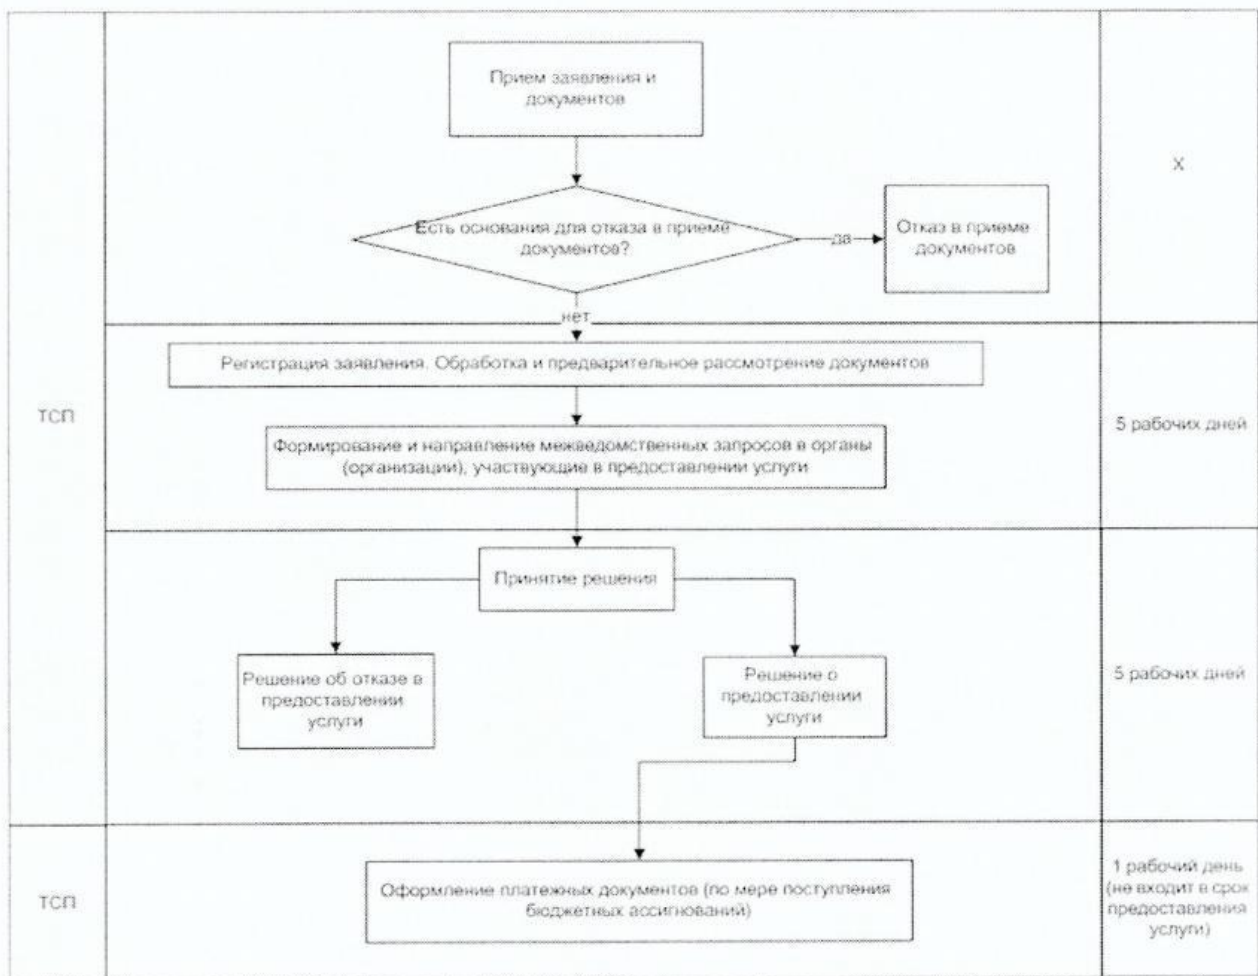 Прием заявления и
документов
Х
Есть основания для отказа в приеме
документов?
да
Отказ в приеме
документов
нет
Регистрация заявления. Обработка и предварительное рассмотрение документов
ТСП
5 рабочих дней
Формирование и направление межведомственных запросов в органы
(организации), участвующие в предоставлении услуги
Принятие решения
Решение об отказе в
предоставлении
услуги
Решение о
предоставлении
услуги
5 рабочих дней
ТСП
Оформление платежных документов (по мере поступления
бюджетных ассигнований)
1 рабочий день
(не входит в срок
предоставления
услуги)